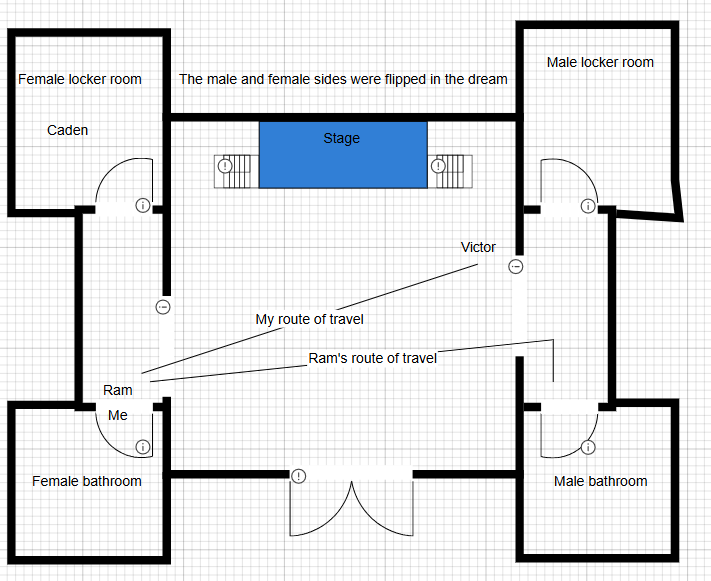 Male locker room
Female locker room
The male and female sides were flipped in the dream
Caden
Stage
Victor
My route of travel
Ram's route of travel
Ram
Me
Female bathroom
Male bathroom